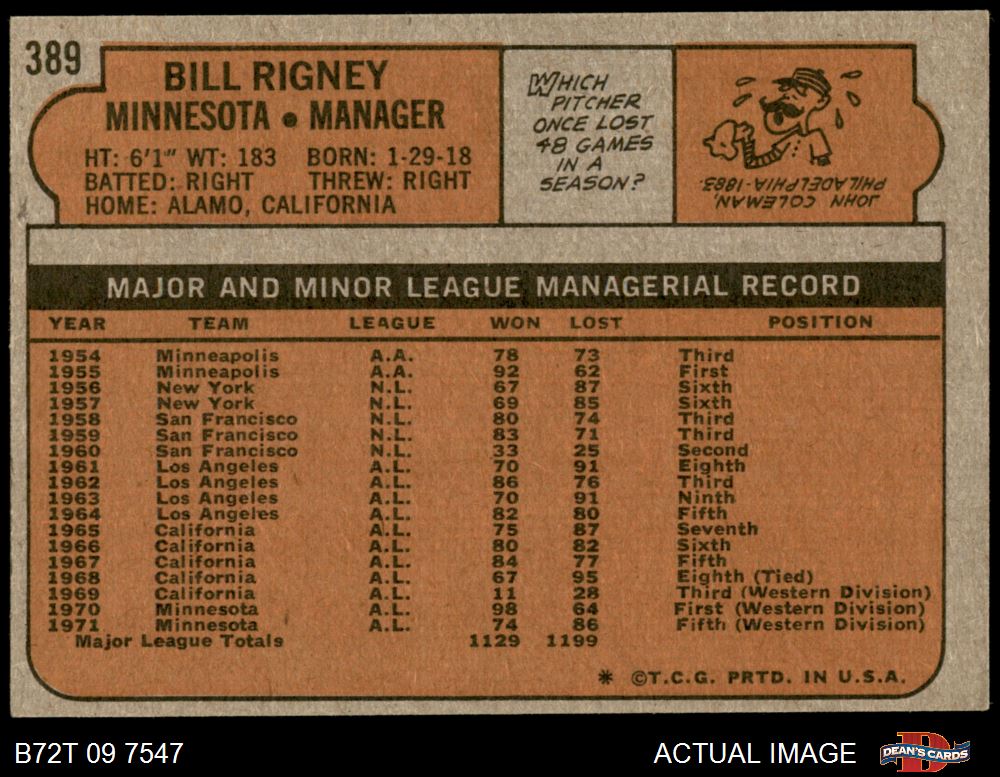 389
BILL RIGNEY
MINNESOTA • MANAGER
HT: 6'1" WT: 183 BORN: 1-29-18
BATTED: RIGHT THREW: RIGHT
HOME: ALAMO, CALIFORNIA
WHICH
PITCHER
ONCE LOST
48 GAMES
IN A
SEASON?
JOHN COLEMAN,
PHILADELPHIA-1883.
MAJOR AND MINOR LEAGUE MANAGERIAL RECORD
YEAR TEAM LEAGUE WON LOST POSITION
1954 Minneapolis A.A. 78 73 Third
1955 Minneapolis A.A. 92 62 First
1956 New York N.L. 67 87 Sixth
1957 New York N.L. 69 85 Sixth
1958 San Francisco N.L. 80 74 Third
1959 San Francisco N.L. 83 71 Third
1960 San Francisco N.L. 33 25 Second
1961 Los Angeles A.L. 70 91 Eighth
1962 Los Angeles A.L. 86 76 Third
1963 Los Angeles A.L. 70 91 Ninth
1964 Los Angeles A.L. 82 80 Fifth
1965 California A.L. 75 87 Seventh
1966 California A.L. 80 82 Sixth
1967 California A.L. 84 77 Fifth
1968 California A.L. 67 95 Eighth (Tied)
1969 California A.L. 11 28 Third (Western Division)
1970 Minnesota A.L. 98 64 First (Western Division)
1971 Minnesota A.L. 74 86 Fifth (Western Division)
Major League Totals 1129 1199
* ©T.C.G. PRTD. IN U.S.A.
B72T 09 7547
ACTUAL IMAGE
DEAN'S CARDS